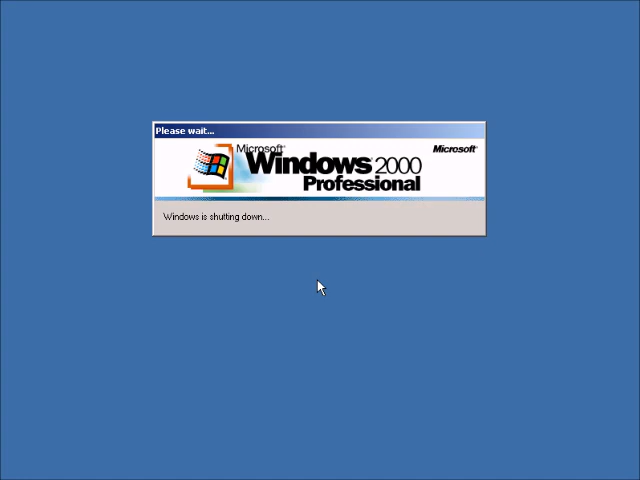 Please wait...
Microsoft®
Windows® 2000
Professional
Microsoft®
Windows is shutting down...